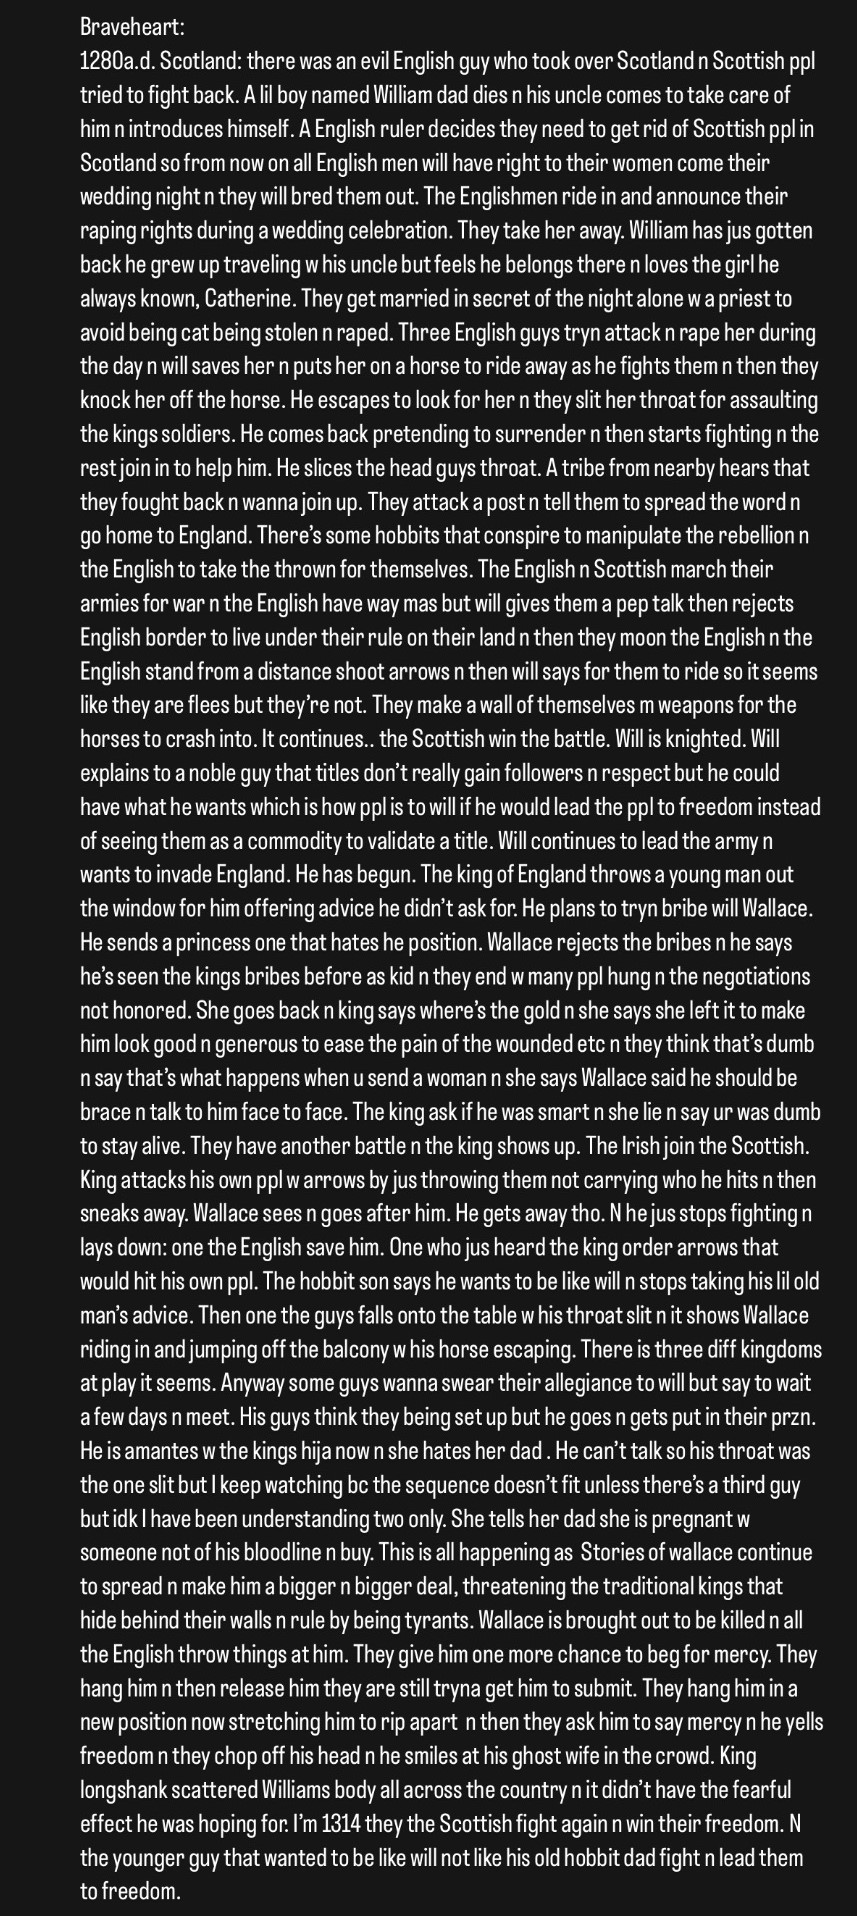 Braveheart:
1280a.d. Scotland: there was an evil English guy who took over Scotland n Scottish ppl
tried to fight back. A lil boy named William dad dies n his uncle comes to take care of
him n introduces himself. A English ruler decides they need to get rid of Scottish ppl in
Scotland so from now on all English men will have right to their women come their
wedding night n they will bred them out. The Englishmen ride in and announce their
raping rights during a wedding celebration. They take her away. William has jus gotten
back he grew up traveling w his uncle but feels he belongs there n loves the girl he
always known, Catherine. They get married in secret of the night alone w a priest to
avoid being cat being stolen n raped. Three English guys tryn attack n rape her during
the day n will saves her n puts her on a horse to ride away as he fights them n then they
knock her off the horse. He escapes to look for her n they slit her throat for assaulting
the kings soldiers. He comes back pretending to surrender n then starts fighting n the
rest join in to help him. He slices the head guys throat. A tribe from nearby hears that
they fought back n wanna join up. They attack a post n tell them to spread the word n
go home to England. There's some hobbits that conspire to manipulate the rebellion n
the English to take the thrown for themselves. The English n Scottish march their
armies for war n the English have way mas but will gives them a pep talk then rejects
English border to live under their rule on their land n then they moon the English n the
English stand from a distance shoot arrows n then will says for them to ride so it seems
like they are flees but they're not. They make a wall of themselves m weapons for the
horses to crash into. It continues.. the Scottish win the battle. Will is knighted. Will
explains to a noble guy that titles don't really gain followers n respect but he could
have what he wants which is how ppl is to will if he would lead the ppl to freedom instead
of seeing them as a commodity to validate a title. Will continues to lead the army n
wants to invade England. He has begun. The king of England throws a young man out
the window for him offering advice he didn't ask for. He plans to tryn bribe will Wallace.
He sends a princess one that hates he position. Wallace rejects the bribes n he says
he's seen the kings bribes before as kid n they end w many ppl hung n the negotiations
not honored. She goes back n king says where's the gold n she says she left it to make
him look good n generous to ease the pain of the wounded etc n they think that's dumb
n say that's what happens when u send a woman n she says Wallace said he should be
brace n talk to him face to face. The king ask if he was smart n she lie n say ur was dumb
to stay alive. They have another battle n the king shows up. The Irish join the Scottish.
King attacks his own ppl w arrows by jus throwing them not carrying who he hits n then
sneaks away. Wallace sees n goes after him. He gets away tho. N he jus stops fighting n
lays down: one the English save him. One who jus heard the king order arrows that
would hit his own ppl. The hobbit son says he wants to be like will n stops taking his lil old
man's advice. Then one the guys falls onto the table w his throat slit n it shows Wallace
riding in and jumping off the balcony w his horse escaping. There is three diff kingdoms
at play it seems. Anyway some guys wanna swear their allegiance to will but say to wait
a few days n meet. His guys think they being set up but he goes n gets put in their przn.
He is amantes w the kings hija now n she hates her dad . He can't talk so his throat was
the one slit but I keep watching bc the sequence doesn't fit unless there's a third guy
but idk I have been understanding two only. She tells her dad she is pregnant w
someone not of his bloodline n buy. This is all happening as  Stories of wallace continue
to spread n make him a bigger n bigger deal, threatening the traditional kings that
hide behind their walls n rule by being tyrants. Wallace is brought out to be killed n all
the English throw things at him. They give him one more chance to beg for mercy. They
hang him n then release him they are still tryna get him to submit. They hang him in a
new position now stretching him to rip apart  n then they ask him to say mercy n he yells
freedom n they chop off his head n he smiles at his ghost wife in the crowd. King
longshank scattered Williams body all across the country n it didn't have the fearful
effect he was hoping for. I'm 1314 they the Scottish fight again n win their freedom. N
the younger guy that wanted to be like will not like his old hobbit dad fight n lead them
to freedom.